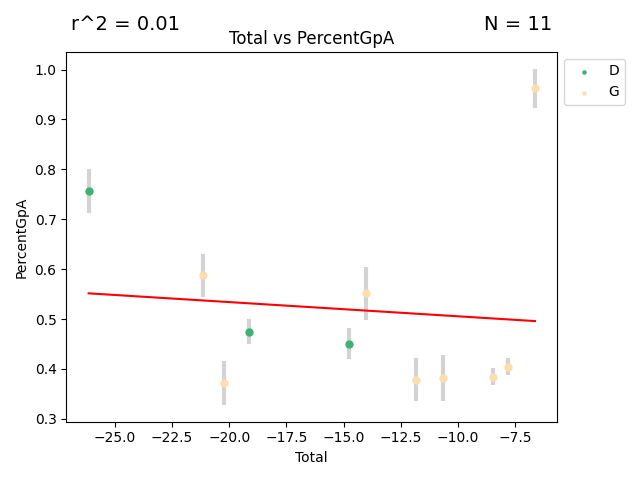 r^2 = 0.01
N = 11
Total vs PercentGpA
D
G
1.0
0.9
0.8
0.7
0.6
0.5
0.4
0.3
PercentGpA
−25.0 −22.5 −20.0 −17.5 −15.0 −12.5 −10.0 −7.5
Total